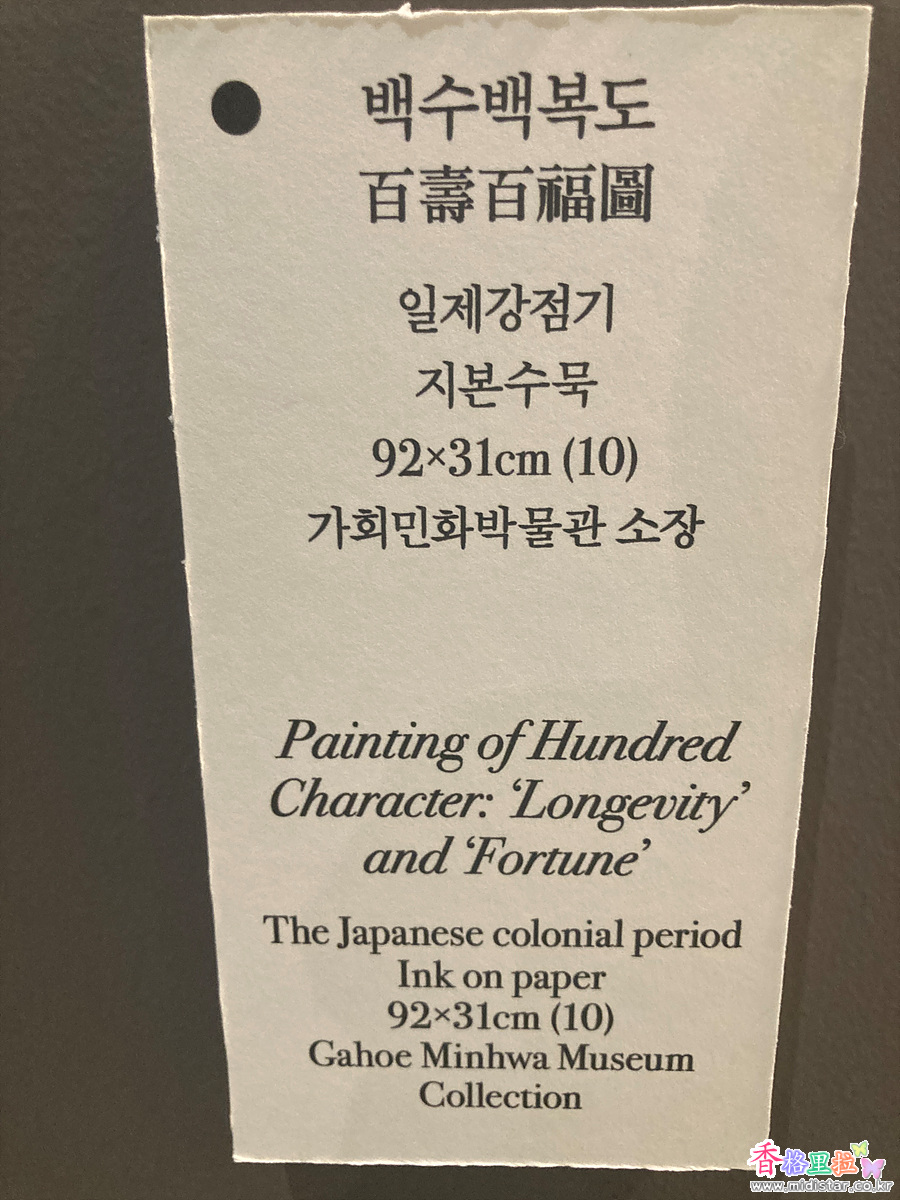 백수백복도
百壽百福圖
일제강점기
지본수묵
92×31cm (10)
가회민화박물관 소장
Painting of Hundred
Character: ‘Longevity’
and ‘Fortune’
The Japanese colonial period
Ink on paper
92×31cm (10)
Gahoe Minhwa Museum
Collection
香格里拉
www.midistar.co.kr